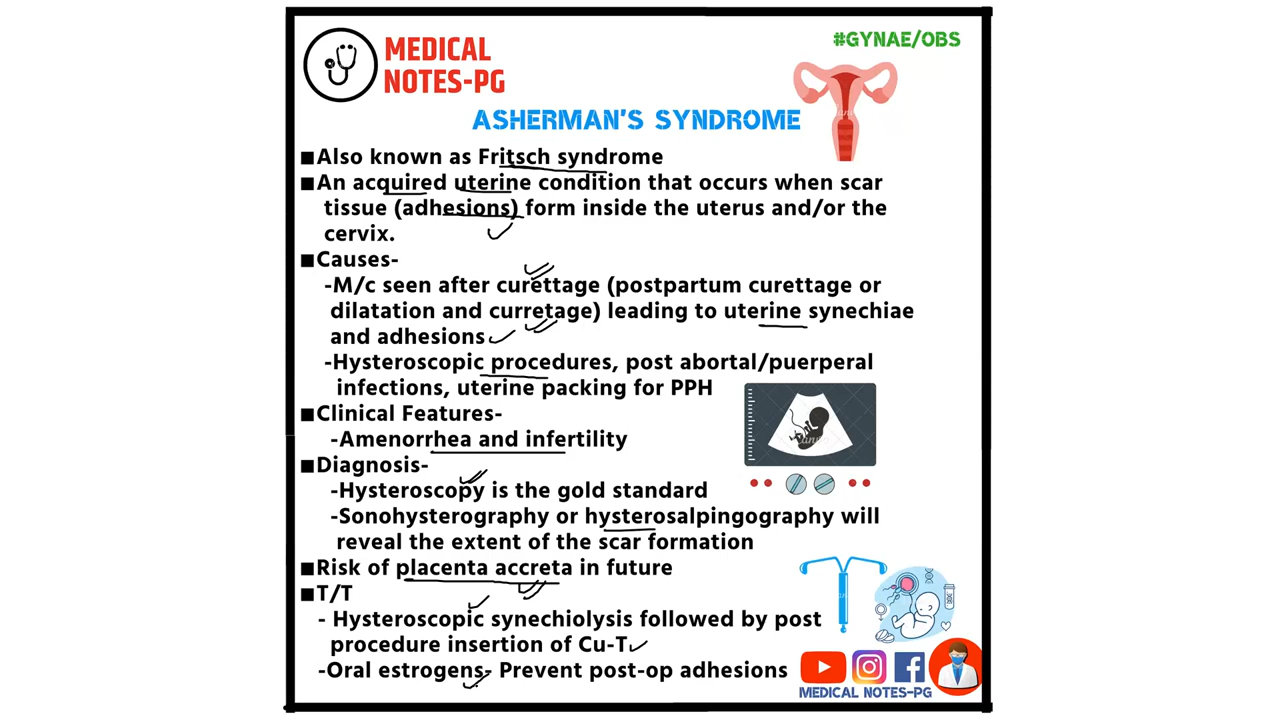 MEDICAL
NOTES-PG
#GYNAE/OBS
ASHERMAN'S SYNDROME
■Also known as Fritsch syndrome
■An acquired uterine condition that occurs when scar
tissue (adhesions) form inside the uterus and/or the
cervix.
■Causes-
-M/c seen after curettage (postpartum curettage or
dilatation and curretage) leading to uterine synechiae
and adhesions
-Hysteroscopic procedures, post abortal/puerperal
infections, uterine packing for PPH
■Clinical Features-
-Amenorrhea and infertility
■Diagnosis-
-Hysteroscopy is the gold standard
-Sonohysterography or hysterosalpingography will
reveal the extent of the scar formation
■Risk of placenta accreta in future
■T/T
- Hysteroscopic synechiolysis followed by post
procedure insertion of Cu-T
-Oral estrogens- Prevent post-op adhesions
MEDICAL NOTES-PG